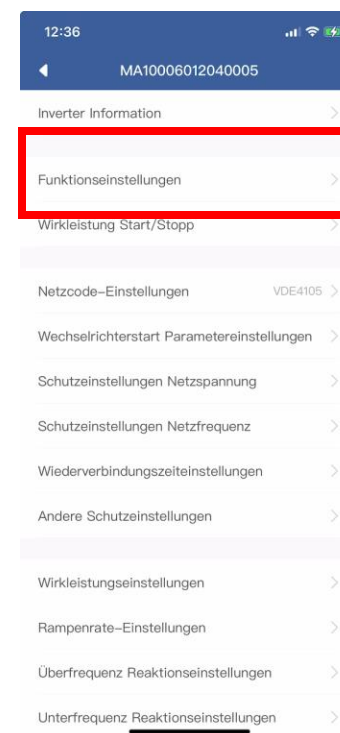 12:36
MA10006012040005
Inverter Information
Funktionseinstellungen
Wirkleistung Start/Stopp
Netzcode-Einstellungen VDE4105
Wechselrichterstart Parametereinstellungen
Schutzeinstellungen Netzspannung
Schutzeinstellungen Netzfrequenz
Wiederverbindungszeiteinstellungen
Andere Schutzeinstellungen
Wirkleistungseinstellungen
Rampenrate-Einstellungen
Überfrequenz Reaktionseinstellungen
Unterfrequenz Reaktionseinstellungen